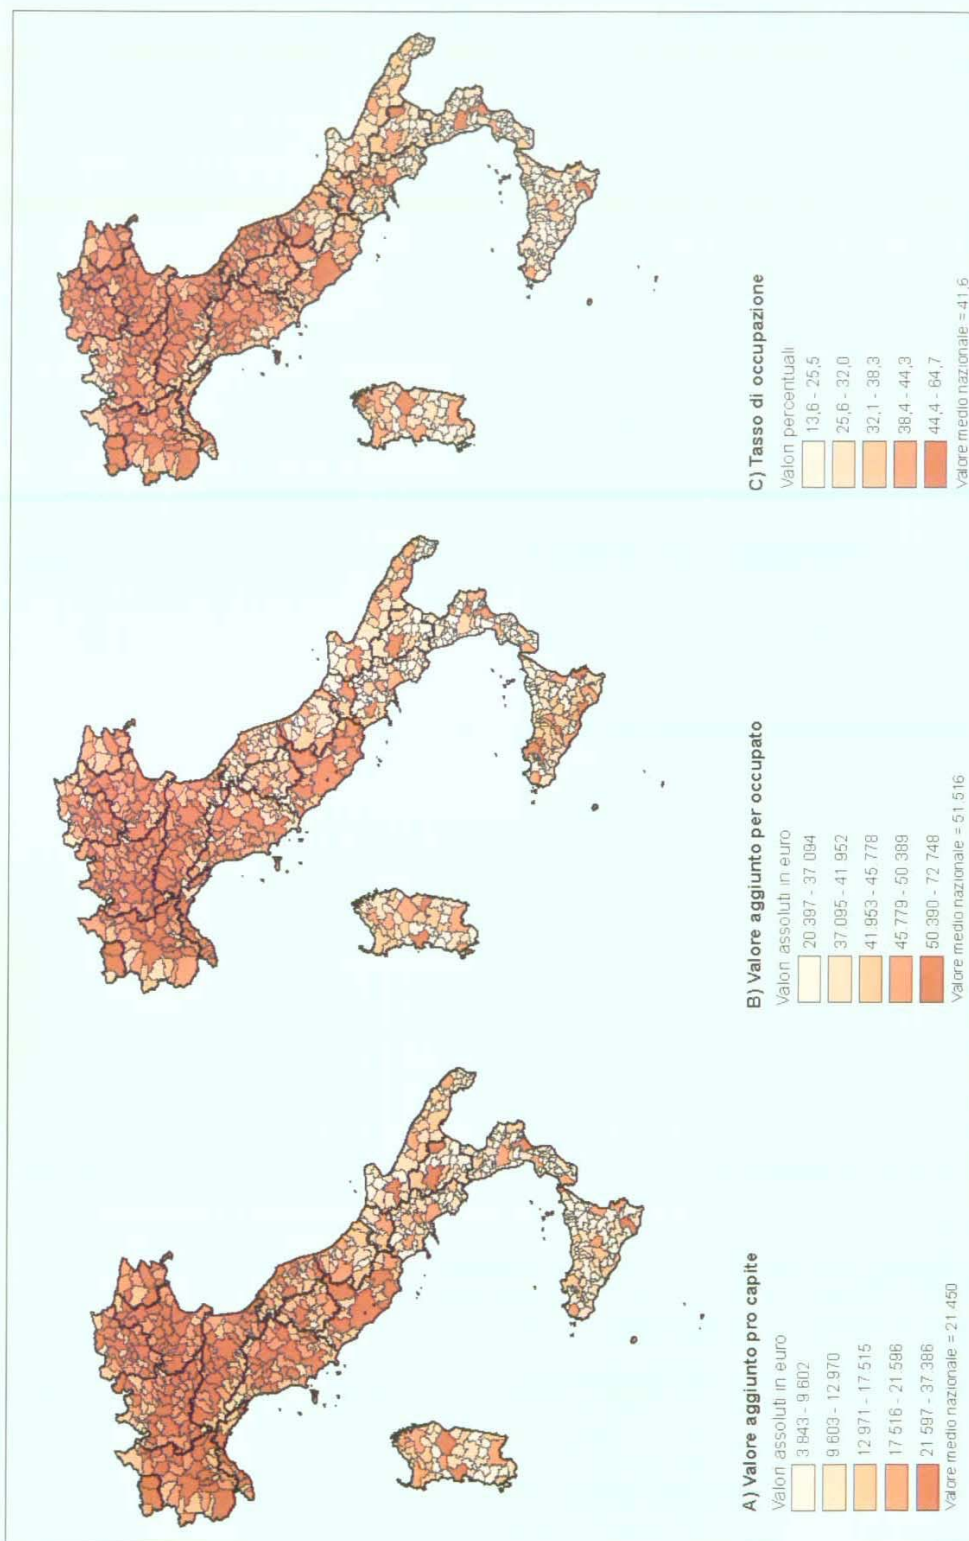 A) Valore aggiunto pro capite
Valori assoluti in euro
3 843 - 9 602
9 603 - 12 970
12 971 - 17 515
17 516 - 21 596
21 597 - 37 386
Valore medio nazionale = 21 450
B) Valore aggiunto per occupato
Valori assoluti in euro
20 397 - 37 094
37.095 - 41 952
41.953 - 45 778
45 779 - 50 389
50.390 - 72 748
Valore medio nazionale = 51 516
C) Tasso di occupazione
Valori percentuali
13,6 - 25,5
25,6 - 32,0
32,1 - 38,3
38,4 - 44,3
44,4 - 64,7
Valore medio nazionale = 41,6